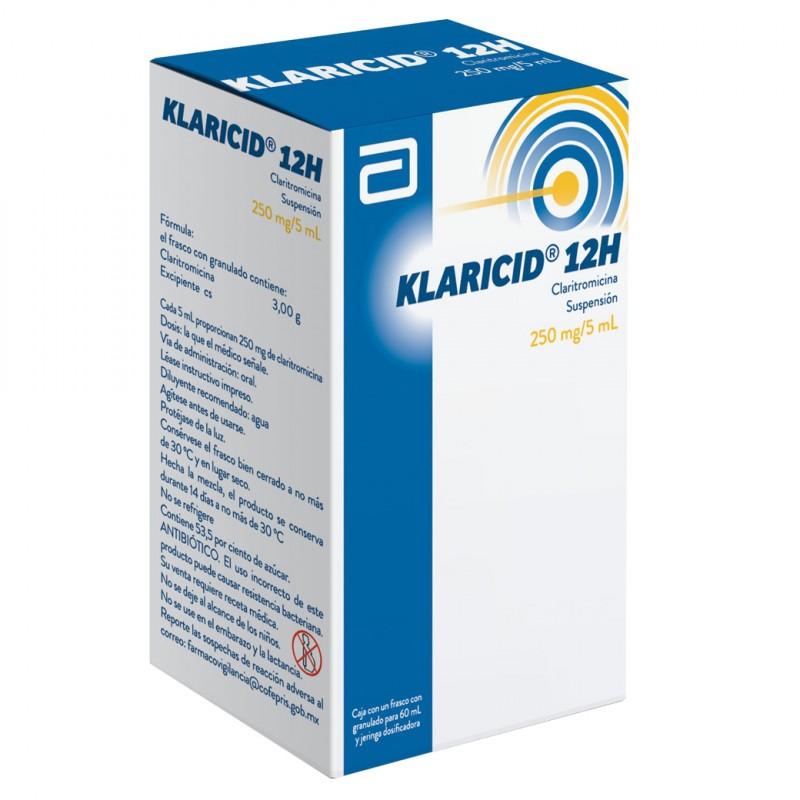 KLARICID® 12H
Claritromicina
250 mg/5 mL
KLARICID® 12H
Claritromicina
Suspensión
250 mg/5 mL
Fórmula:
el frasco con granulado contiene:
Claritromicina 3,00 g
Excipiente cs
Cada 5 mL proporcionan 250 mg de claritromicina
Dosis: la que el médico señale.
Via de administración: oral.
Léase instructivo impreso.
Diluyente recomendado: agua
Agítese antes de usarse.
Protéjase de la luz.
Consérvese el frasco bien cerrado a no más
de 30 °C y en lugar seco.
Hecha la mezcla, el producto se conserva
durante 14 días a no más de 30 °C
No se refrigere
Contiene 53,5 por ciento de azúcar.
ANTIBIÓTICO. El uso incorrecto de este
producto puede causar resistencia bacteriana.
Su venta requiere receta médica.
No se deje al alcance de los niños.
No se use en el embarazo y la lactancia.
Reporte las sospechas de reacción adversa al
correo: farmacovigilancia@cofepris.gob.mx
KLARICID® 12H
Claritromicina
Suspensión
250 mg/5 mL
Caja con un frasco con
granulado para 60 mL
y jeringa dosificadora